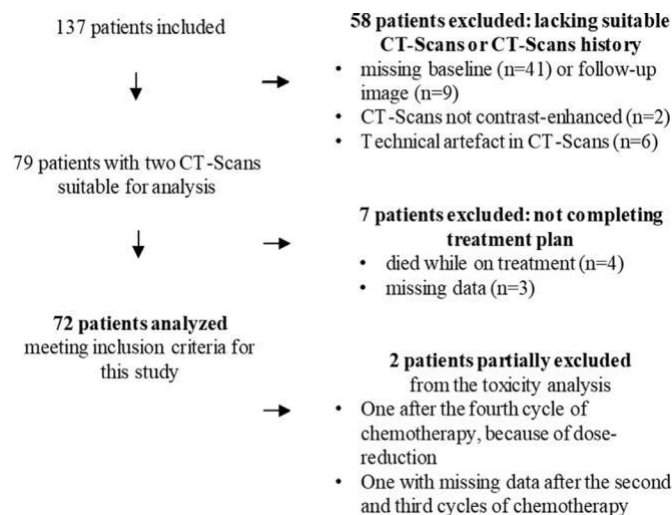 137 patients included
58 patients excluded: lacking suitable
CT-Scans or CT-Scans history
• missing baseline (n=41) or follow-up
image (n=9)
• CT-Scans not contrast-enhanced (n=2)
• Technical artefact in CT-Scans (n=6)
79 patients with two CT-Scans
suitable for analysis
7 patients excluded: not completing
treatment plan
• died while on treatment (n=4)
• missing data (n=3)
72 patients analyzed
meeting inclusion criteria for
this study
2 patients partially excluded
from the toxicity analysis
• One after the fourth cycle of
chemotherapy, because of dose-
reduction
• One with missing data after the second
and third cycles of chemotherapy